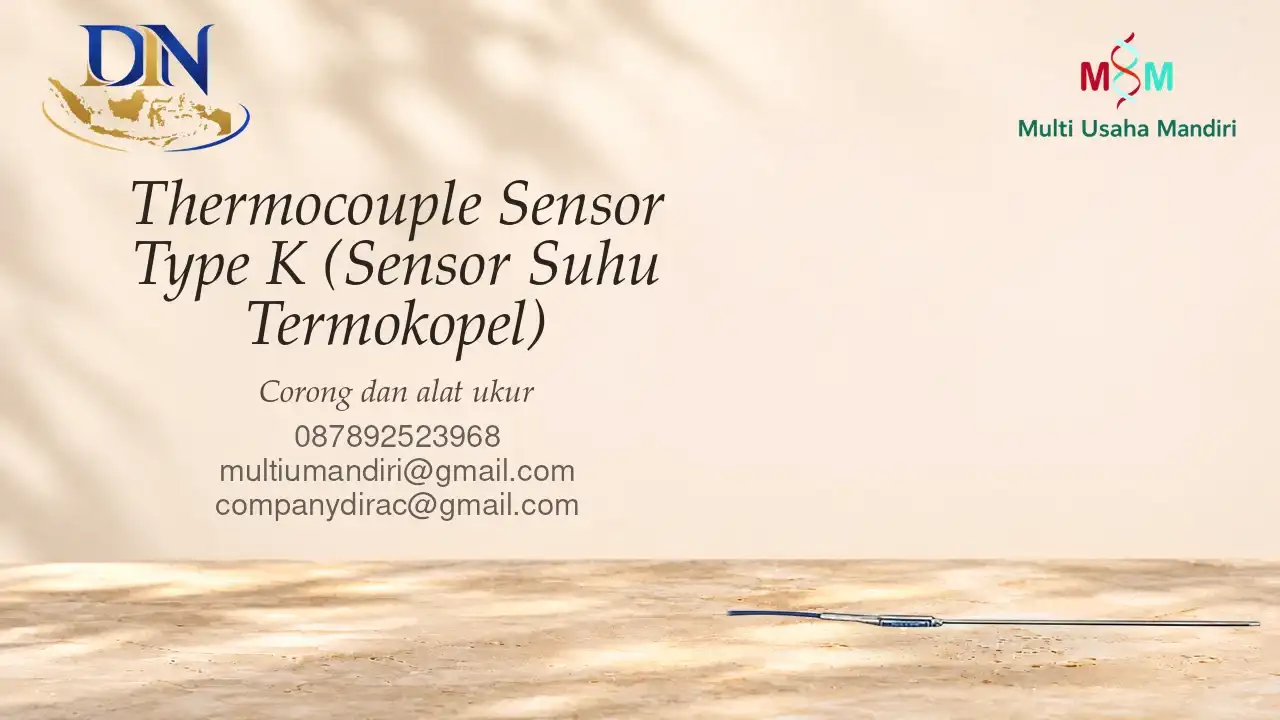 DIN
MSM
Multi Usaha Mandiri
Thermocouple Sensor
Type K (Sensor Suhu
Termokopel)
Corong dan alat ukur
087892523968
multiumandiri@gmail.com
companydirac@gmail.com